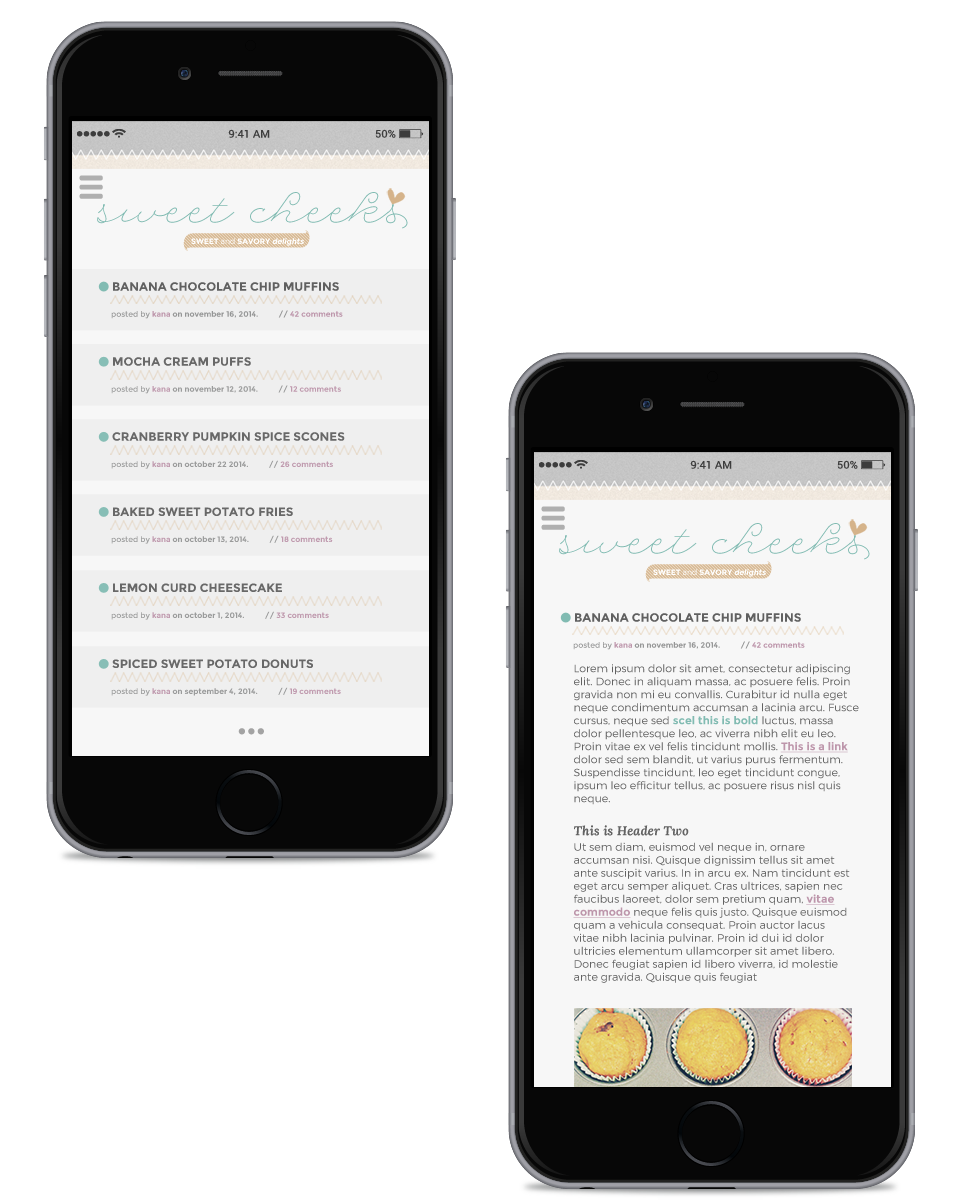 9:41 AM 50%
sweet cheeks
SWEET and SAVORY delights
BANANA CHOCOLATE CHIP MUFFINS
posted by kana on november 16, 2014. // 42 comments
MOCHA CREAM PUFFS
posted by kana on november 12, 2014. // 12 comments
CRANBERRY PUMPKIN SPICE SCONES
posted by kana on october 22 2014. // 26 comments
BAKED SWEET POTATO FRIES
posted by kana on october 13, 2014. // 18 comments
LEMON CURD CHEESECAKE
posted by kana on october 1, 2014. // 33 comments
SPICED SWEET POTATO DONUTS
posted by kana on september 4, 2014. // 19 comments
9:41 AM 50%
sweet cheeks
SWEET and SAVORY delights
BANANA CHOCOLATE CHIP MUFFINS
posted by kana on november 16, 2014. // 42 comments
Lorem ipsum dolor sit amet, consectetur adipiscing
elit. Donec in aliquam massa, ac posuere felis. Proin
gravida non mi eu convallis. Curabitur id nulla eget
neque condimentum accumsan a lacinia arcu. Fusce
cursus, neque sed scel this is bold luctus, massa
dolor pellentesque leo, ac viverra nibh elit eu leo.
Proin vitae ex vel felis tincidunt mollis. This is a link
dolor sed sem blandit, ut varius purus fermentum.
Suspendisse tincidunt, leo eget tincidunt congue,
ipsum leo efficitur tellus, ac posuere risus nisl quis
neque.
This is Header Two
Ut sem diam, euismod vel neque in, ornare
accumsan nisi. Quisque dignissim tellus sit amet
ante suscipit varius. In in arcu ex. Nam tincidunt est
eget arcu semper aliquet. Cras ultrices, sapien nec
faucibus laoreet, dolor sem pretium quam, vitae
commodo neque felis quis justo. Quisque euismod
quam a vehicula consequat. Proin auctor lacus
vitae nibh lacinia pulvinar. Proin id dui id dolor
ultricies elementum ullamcorper sit amet libero.
Donec feugiat sapien id libero viverra, id molestie
ante gravida. Quisque quis feugiat